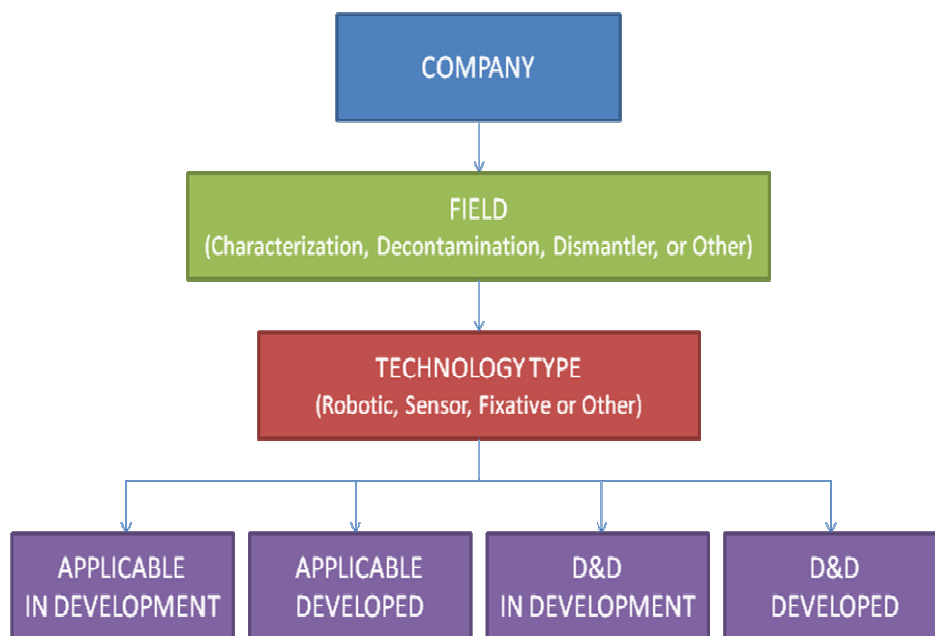 COMPANY
FIELD
(Characterization, Decontamination, Dismantler, or Other)
TECHNOLOGY TYPE
(Robotic, Sensor, Fixative or Other)
APPLICABLE
IN DEVELOPMENT
APPLICABLE
DEVELOPED
D&D
IN DEVELOPMENT
D&D
DEVELOPED